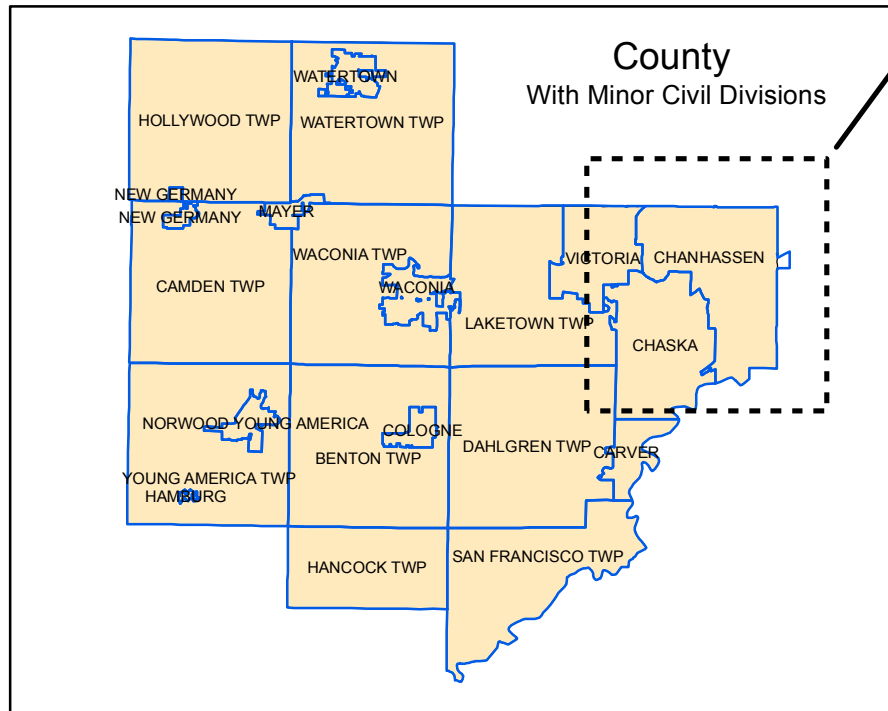 County
With Minor Civil Divisions
WATERTOWN
HOLLYWOOD TWP
WATERTOWN TWP
NEW GERMANY
NEW GERMANY
MAYER
WACONIA TWP
VICTORIA
CHANHASSEN
CAMDEN TWP
WACONIA
LAKETOWN TWP
CHASKA
NORWOOD YOUNG AMERICA
COLOGNE
BENTON TWP
DAHLGREN TWP
CARVER
YOUNG AMERICA TWP
HAMBURG
HANCOCK TWP
SAN FRANCISCO TWP